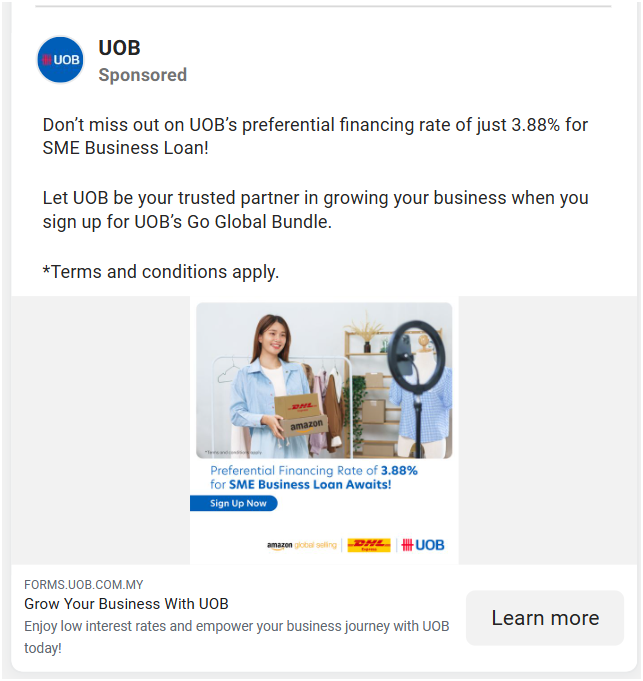 UOB
UOB
Sponsored
Don’t miss out on UOB’s preferential financing rate of just 3.88% for
SME Business Loan!
Let UOB be your trusted partner in growing your business when you
sign up for UOB’s Go Global Bundle.
*Terms and conditions apply.
DHL
amazon
*Terms and conditions apply.
Preferential Financing Rate of 3.88%
for SME Business Loan Awaits!
Sign Up Now
amazon global selling DHL Express UOB
FORMS.UOB.COM.MY
Grow Your Business With UOB
Enjoy low interest rates and empower your business journey with UOB
today!
Learn more